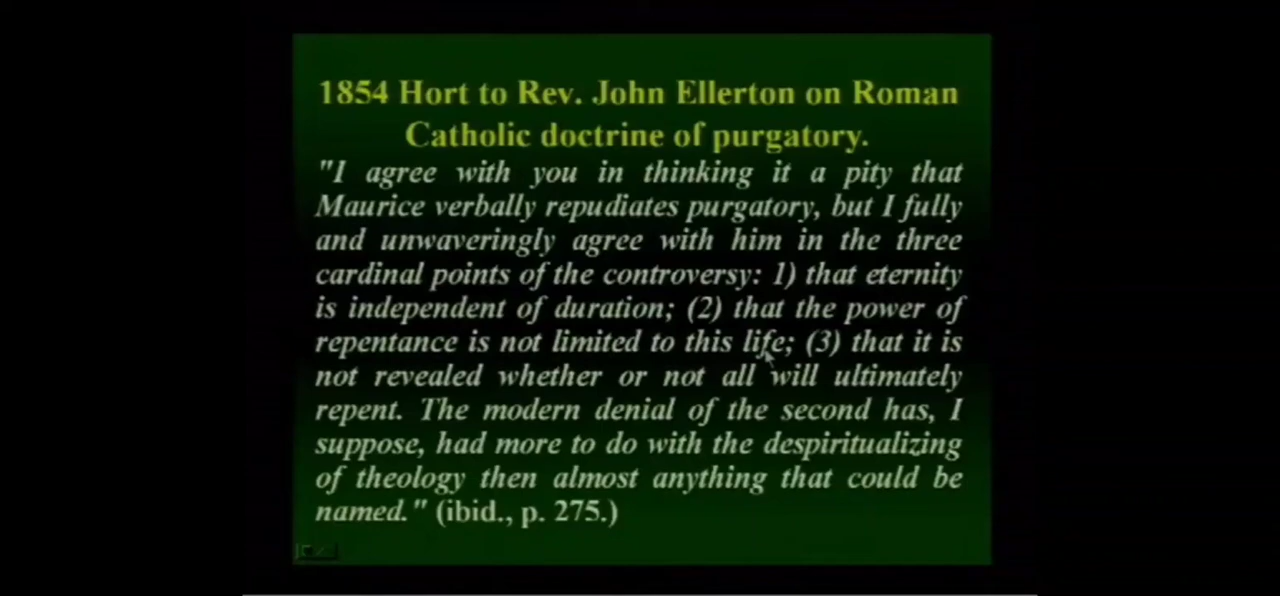 1854 Hort to Rev. John Ellerton on Roman
Catholic doctrine of purgatory.
"I agree with you in thinking it a pity that
Maurice verbally repudiates purgatory, but I fully
and unwaveringly agree with him in the three
cardinal points of the controversy: 1) that eternity
is independent of duration; (2) that the power of
repentance is not limited to this life; (3) that it is
not revealed whether or not all will ultimately
repent. The modern denial of the second has, I
suppose, had more to do with the despiritualizing
of theology then almost anything that could be
named." (ibid., p. 275.)